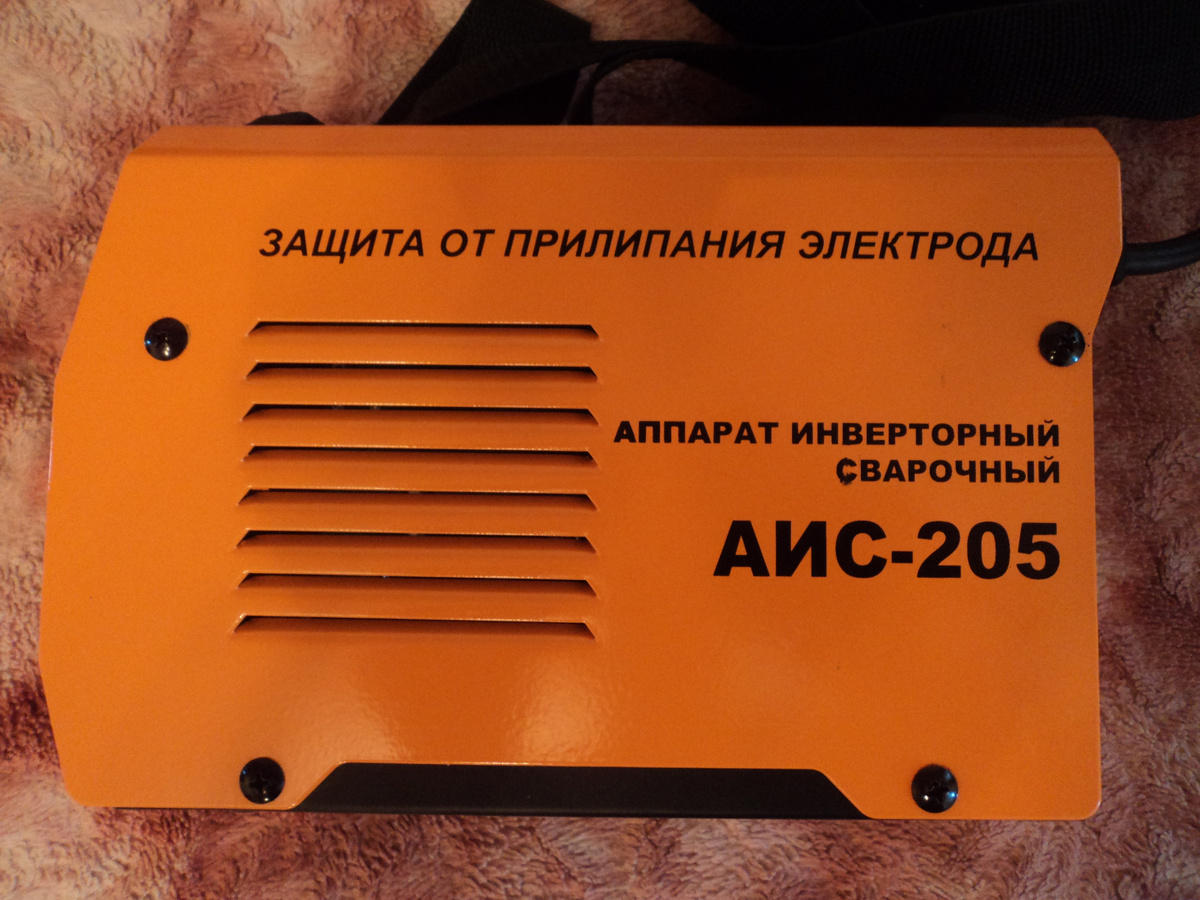 ЗАЩИТА ОТ ПРИЛИПАНИЯ ЭЛЕКТРОДА
АППАРАТ ИНВЕРТОРНЫЙ
СВАРОЧНЫЙ
АИС-205